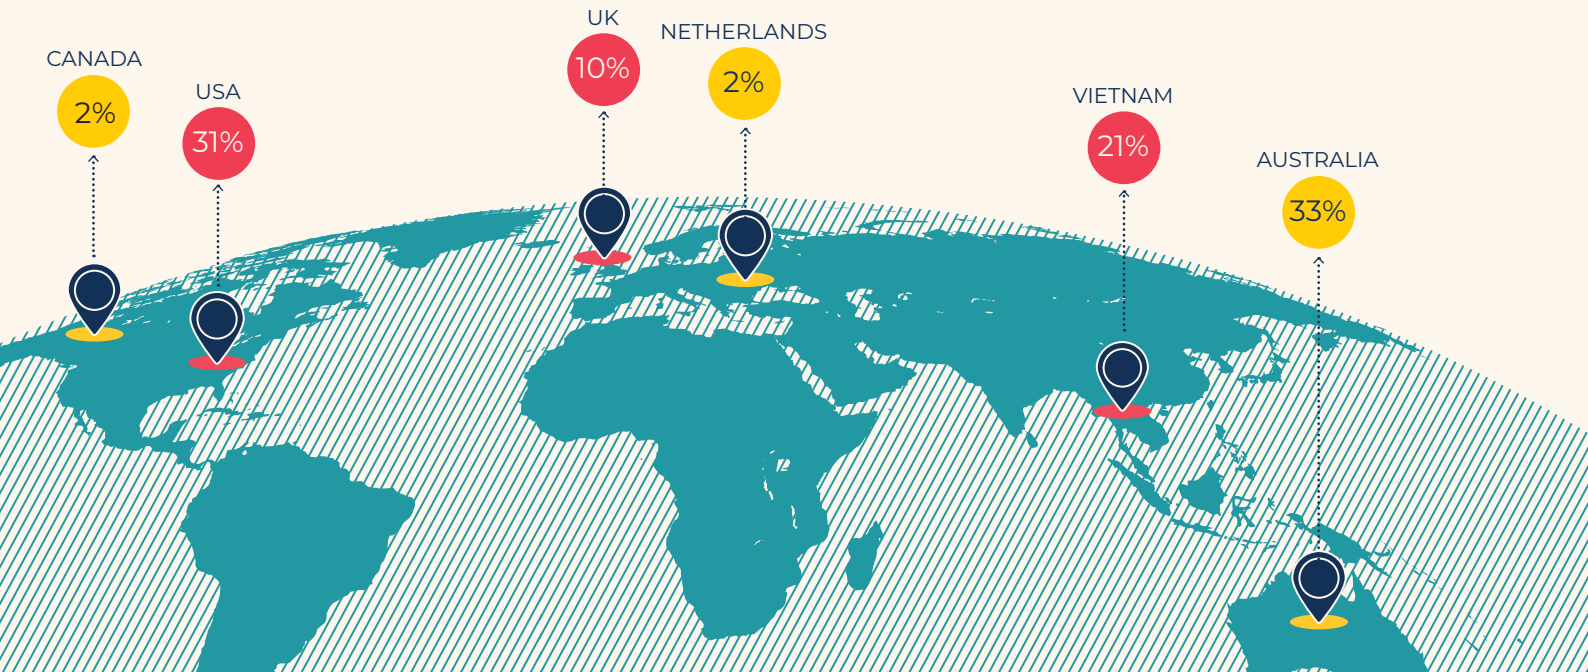 CANADA
2%
USA
31%
UK
10%
NETHERLANDS
2%
VIETNAM
21%
AUSTRALIA
33%